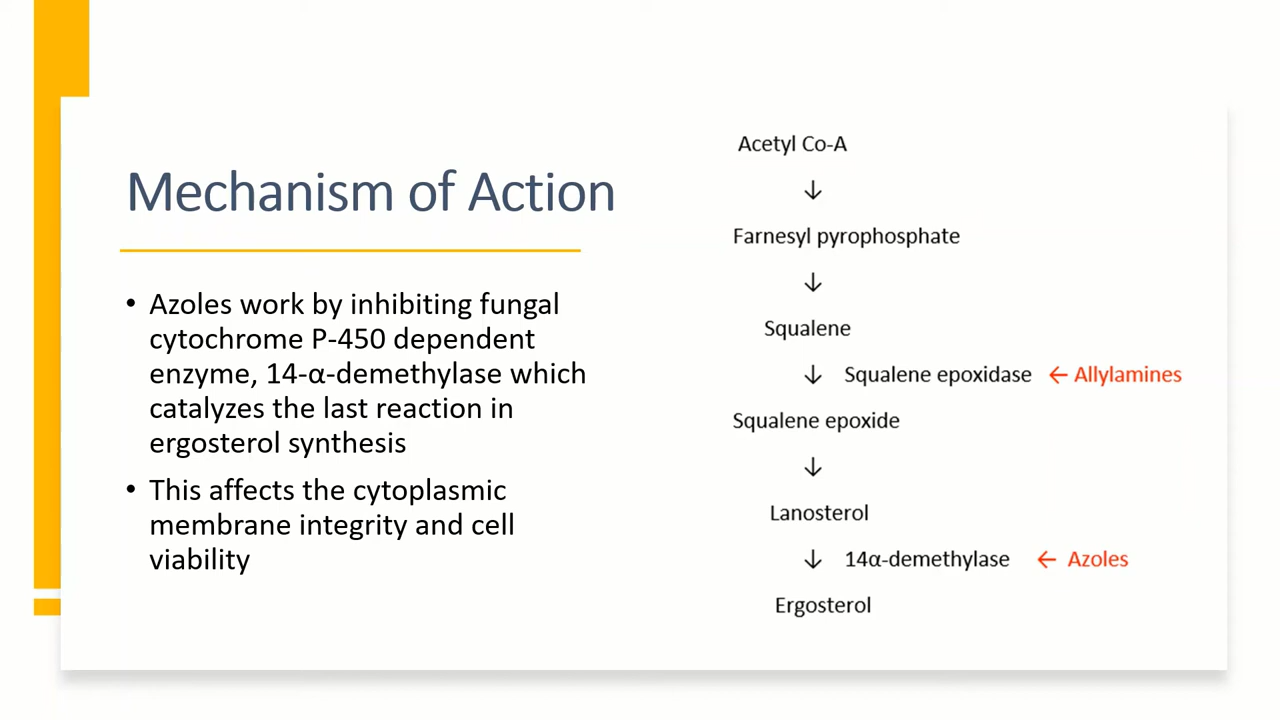 Mechanism of Action
• Azoles work by inhibiting fungal
cytochrome P-450 dependent
enzyme, 14-α-demethylase which
catalyzes the last reaction in
ergosterol synthesis
• This affects the cytoplasmic
membrane integrity and cell
viability
Acetyl Co-A
↓
Farnesyl pyrophosphate
↓
Squalene
↓ Squalene epoxidase ← Allylamines
Squalene epoxide
↓
Lanosterol
↓ 14α-demethylase ← Azoles
Ergosterol